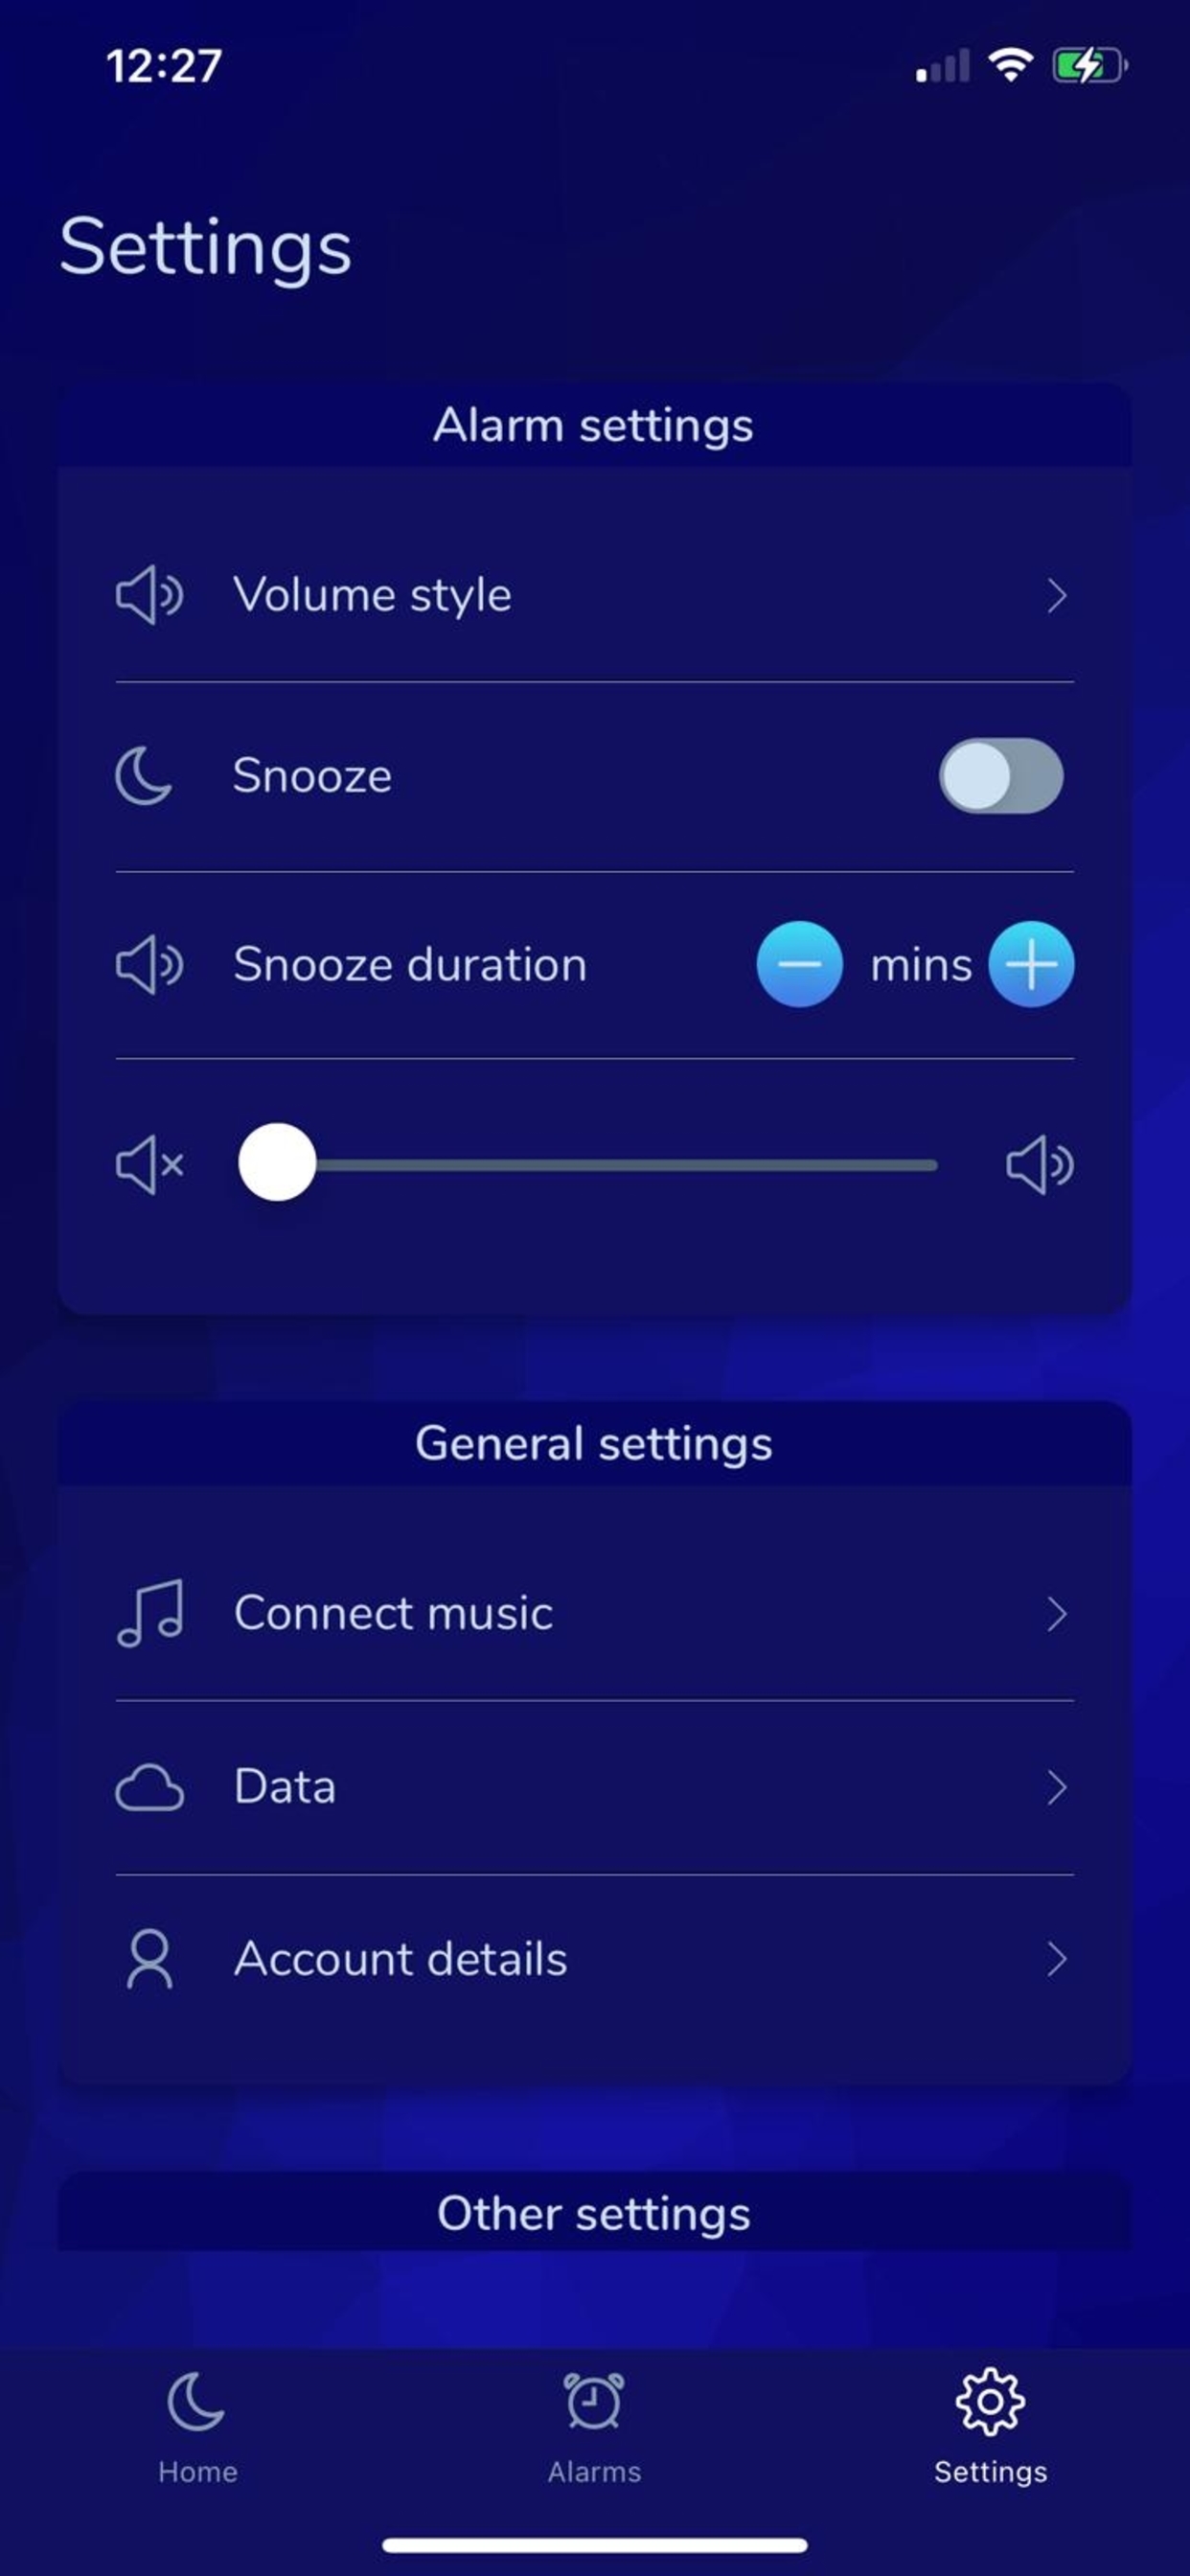 12:27
Settings
Alarm settings
Volume style
Snooze
Snooze duration mins
General settings
Connect music
Data
Account details
Other settings
Home Alarms Settings